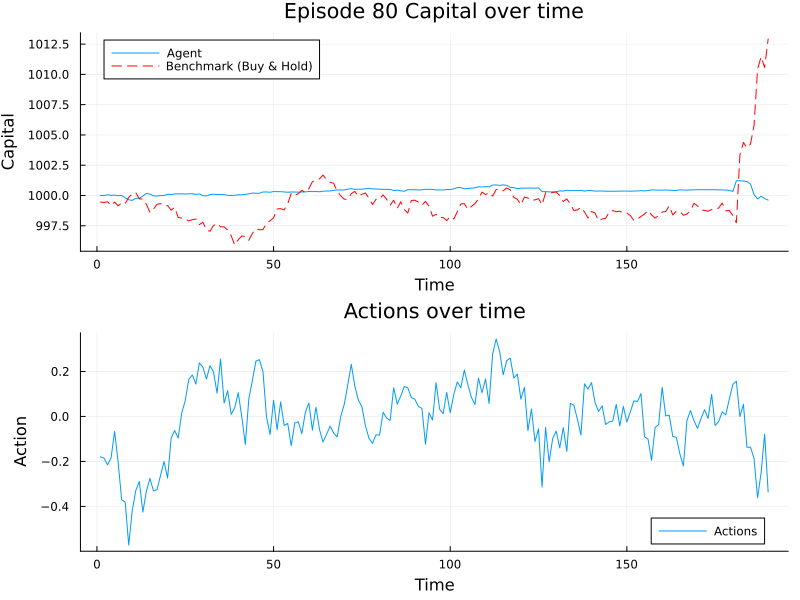 Episode 80 Capital over time
Capital
1012.5
1010.0
1007.5
1005.0
1002.5
1000.0
997.5
Agent
Benchmark (Buy & Hold)
0
50
100
150
Time
Actions over time
Action
0.2
0.0
−0.2
−0.4
Actions
0
50
100
150
Time